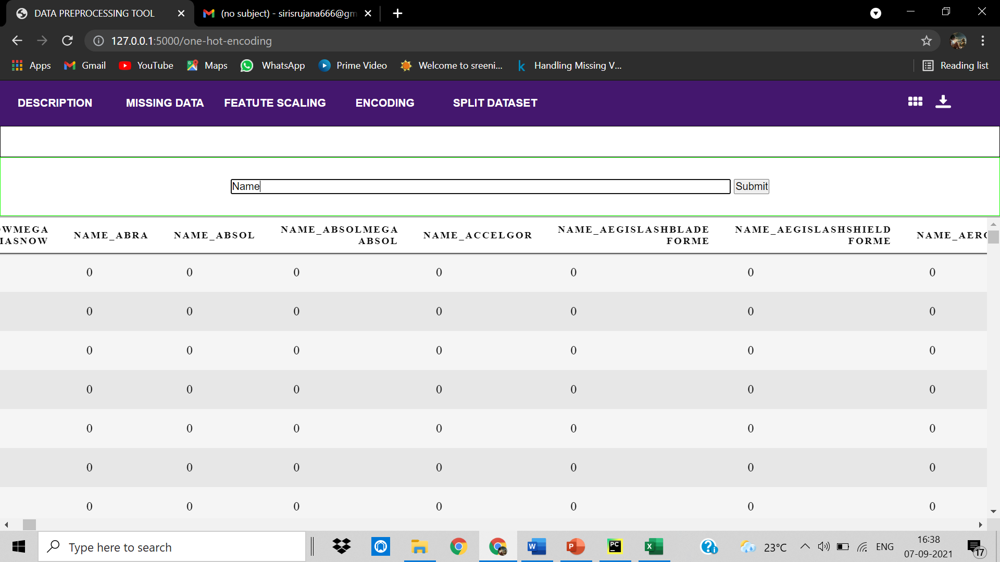 DATA PREPROCESSING TOOL
(no subject) - sirisrujana666@gm
127.0.0.1:5000/one-hot-encoding
Apps Gmail YouTube Maps WhatsApp Prime Video Welcome to sreeni... Handling Missing V... Reading list
DESCRIPTION MISSING DATA FEATUTE SCALING ENCODING SPLIT DATASET
Name Submit
OWMEGA NAME_ABRA NAME_ABSOL NAME_ABSOLMEGA NAME_ACCELGOR NAME_AEGISLASHBLADE NAME_AEGISLASHSHIELD NAME_AERO
MASNOW ABSOL FORME FORME
0 0 0 0 0 0 0
0 0 0 0 0 0 0
0 0 0 0 0 0 0
0 0 0 0 0 0 0
0 0 0 0 0 0 0
0 0 0 0 0 0 0
0 0 0 0 0 0 0
Type here to search
23°C ENG 16:38
07-09-2021 17